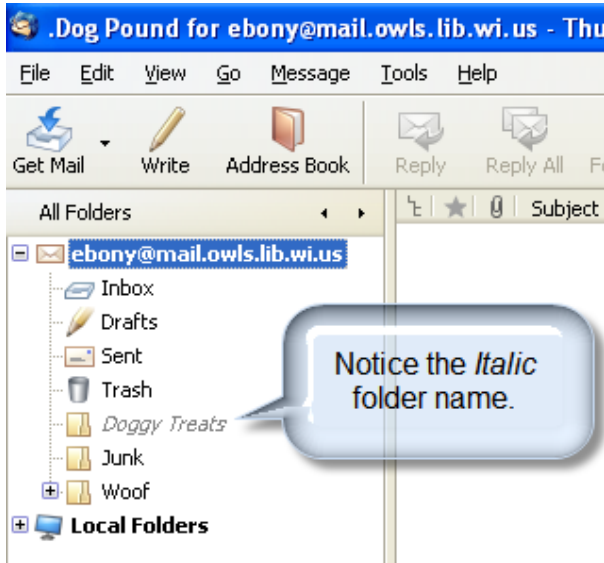 .Dog Pound for ebony@mail.owls.lib.wi.us - Thu
File Edit View Go Message Tools Help
Get Mail Write Address Book Reply Reply All
All Folders Subject
ebony@mail.owls.lib.wi.us
Inbox
Drafts
Sent
Trash
Doggy Treats
Junk
Woof
Local Folders
Notice the Italic
folder name.